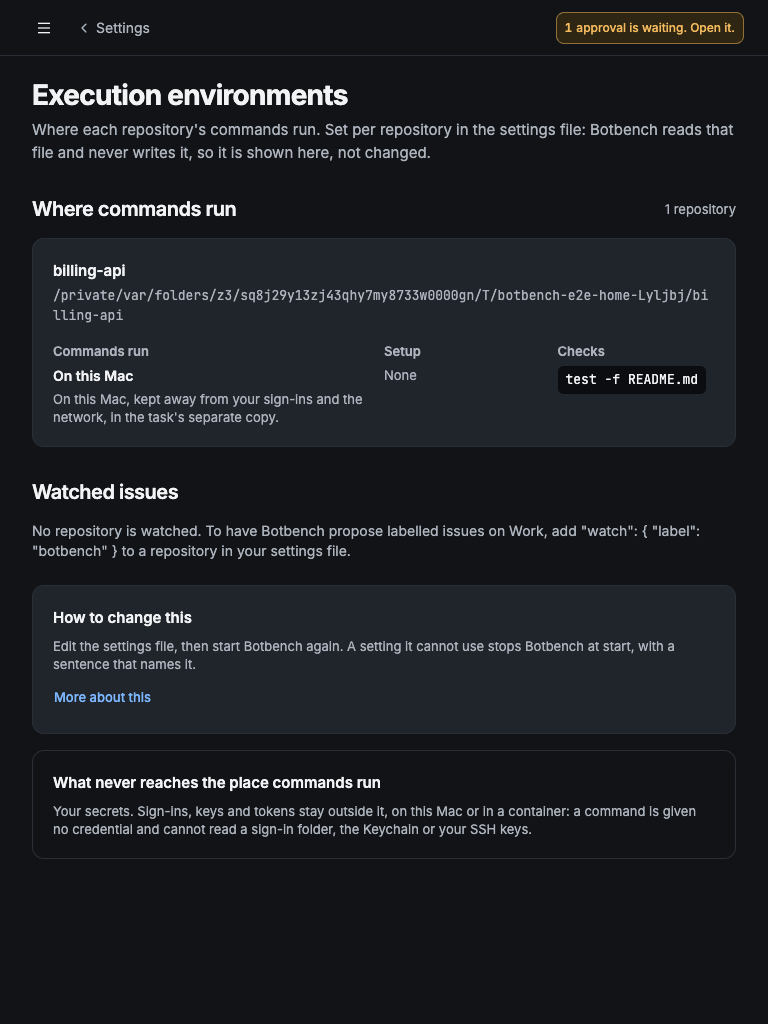 Settings
1 approval is waiting. Open it.
Execution environments
Where each repository's commands run. Set per repository in the settings file: Botbench reads that
file and never writes it, so it is shown here, not changed.
Where commands run
1 repository
billing-api
/private/var/folders/z3/sq8j29y13zj43qhy7my8733w0000gn/T/botbench-e2e-home-Lyljbj/bi
lling-api
Commands run
On this Mac
On this Mac, kept away from your sign-ins and the
network, in the task's separate copy.
Setup
None
Checks
test -f README.md
Watched issues
No repository is watched. To have Botbench propose labelled issues on Work, add "watch": { "label":
"botbench" } to a repository in your settings file.
How to change this
Edit the settings file, then start Botbench again. A setting it cannot use stops Botbench at start, with a
sentence that names it.
More about this
What never reaches the place commands run
Your secrets. Sign-ins, keys and tokens stay outside it, on this Mac or in a container: a command is given
no credential and cannot read a sign-in folder, the Keychain or your SSH keys.